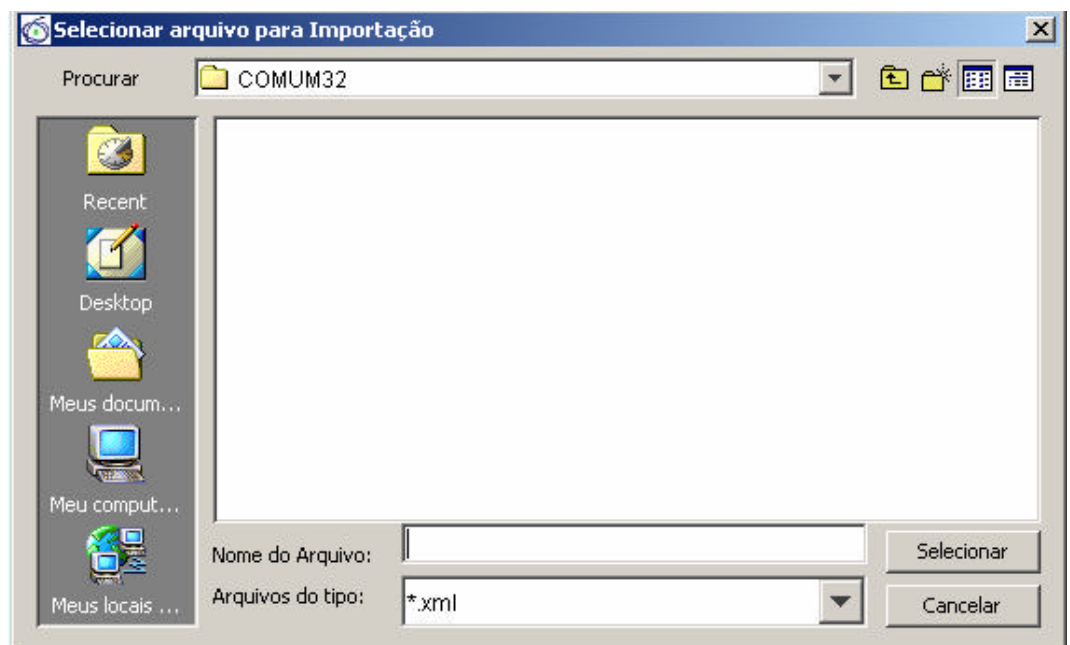 Selecionar arquivo para Importação
Procurar
COMUM32
Recent
Desktop
Meus docum...
Meu comput...
Meus locais ...
Nome do Arquivo:
Selecionar
Arquivos do tipo:
*.xml
Cancelar